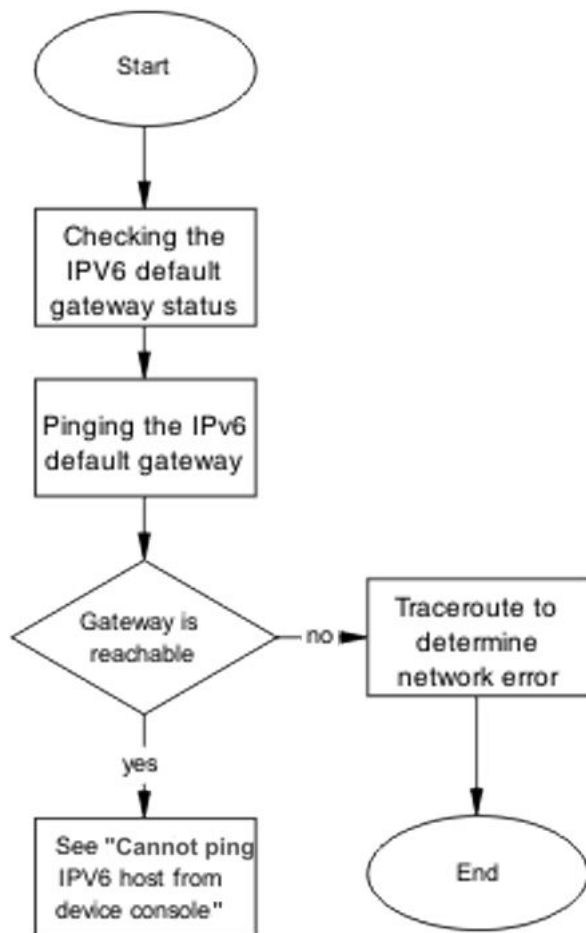 Start
Checking the
IPV6 default
gateway status
Pinging the IPv6
default gateway
Gateway is
reachable
no
Traceroute to
determine
network error
yes
See "Cannot ping
IPV6 host from
device console"
End